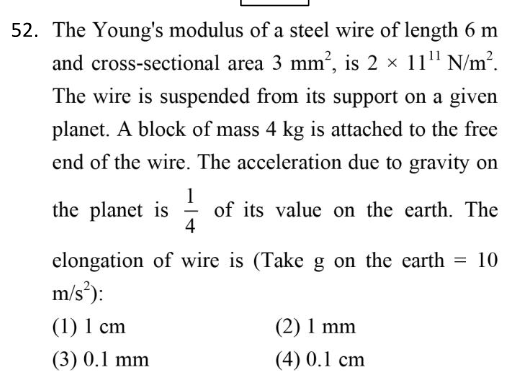 52. The Young's modulus of a steel wire of length 6 m
and cross-sectional area 3 mm², is 2 × 11¹¹ N/m².
The wire is suspended from its support on a given
planet. A block of mass 4 kg is attached to the free
end of the wire. The acceleration due to gravity on
the planet is 1/4 of its value on the earth. The
elongation of wire is (Take g on the earth = 10
m/s²):
(1) 1 cm (2) 1 mm
(3) 0.1 mm (4) 0.1 cm